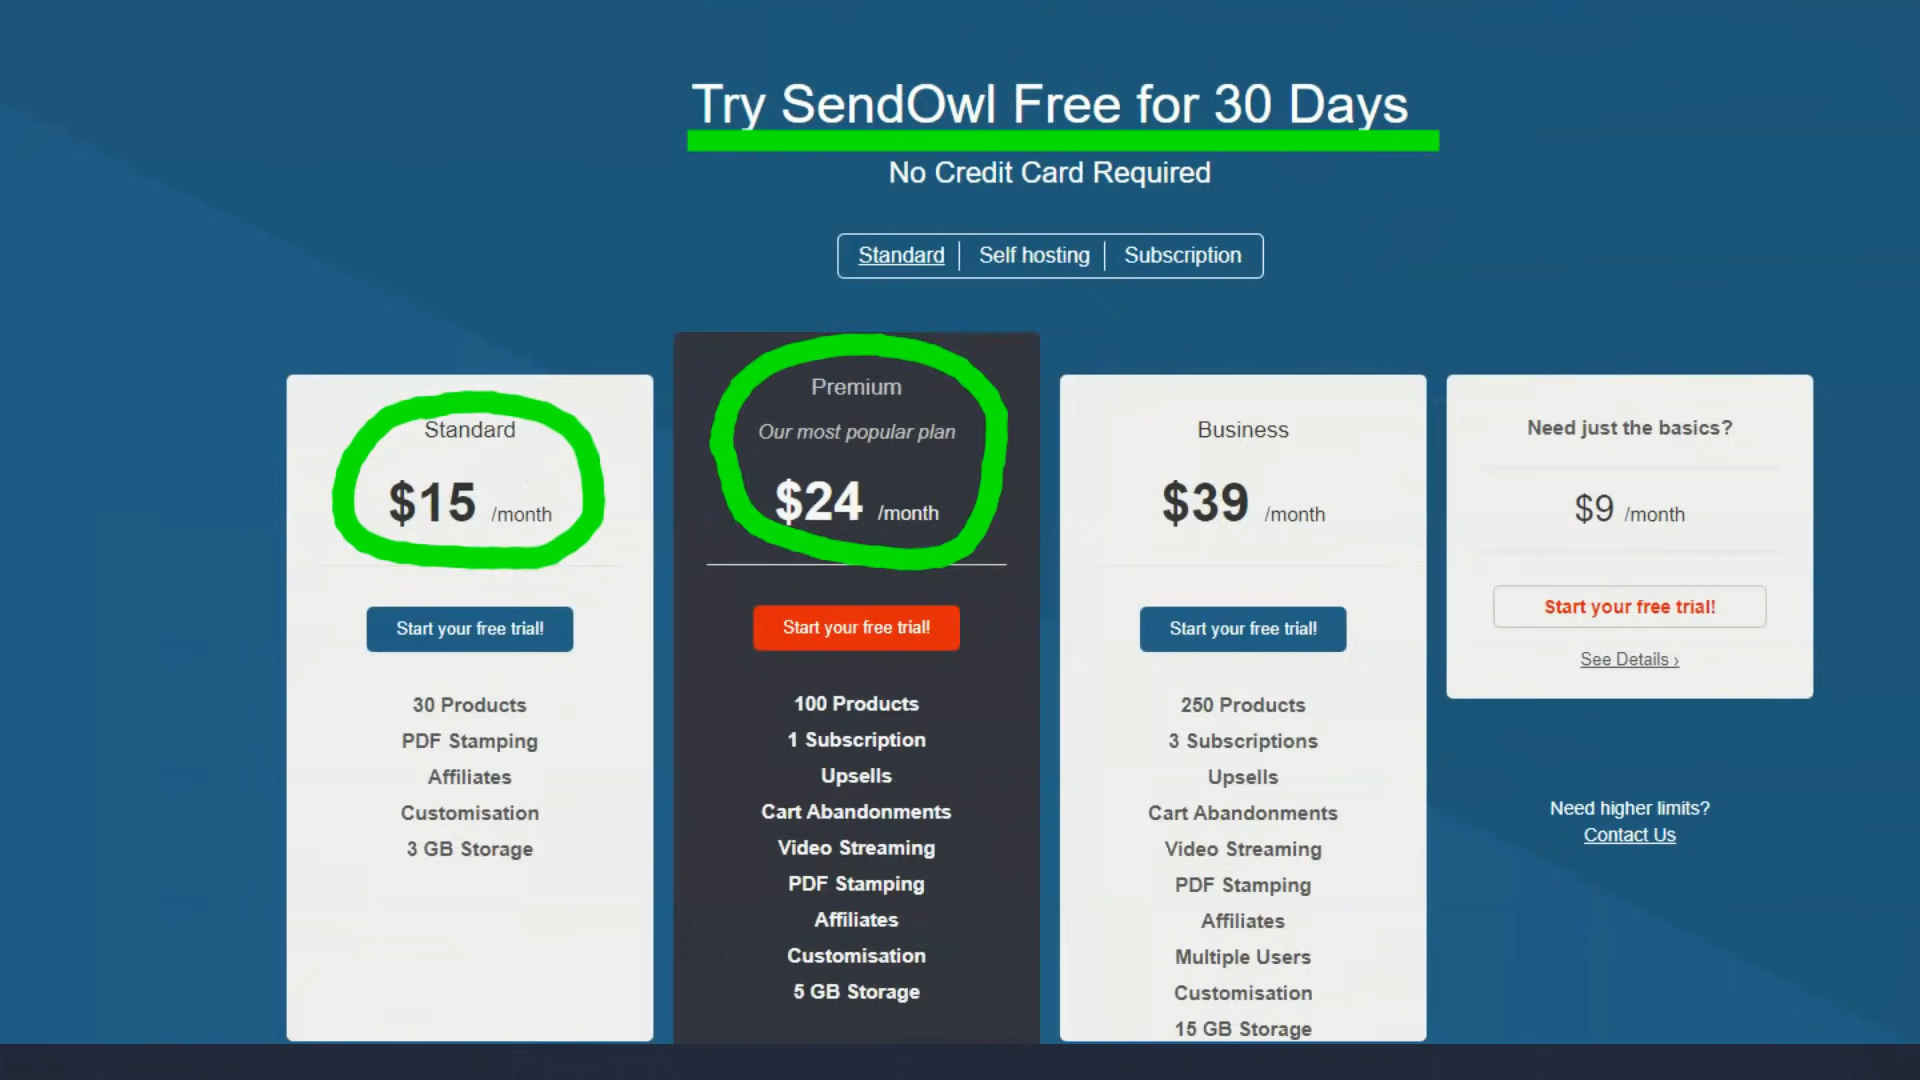 Try SendOwl Free for 30 Days
No Credit Card Required
Standard | Self hosting | Subscription
Standard
$15 /month
Start your free trial!
30 Products
PDF Stamping
Affiliates
Customisation
3 GB Storage
Premium
Our most popular plan
$24 /month
Start your free trial!
100 Products
1 Subscription
Upsells
Cart Abandonments
Video Streaming
PDF Stamping
Affiliates
Customisation
5 GB Storage
Business
$39 /month
Start your free trial!
250 Products
3 Subscriptions
Upsells
Cart Abandonments
Video Streaming
PDF Stamping
Affiliates
Multiple Users
Customisation
15 GB Storage
Need just the basics?
$9 /month
Start your free trial!
See Details ›
Need higher limits?
Contact Us